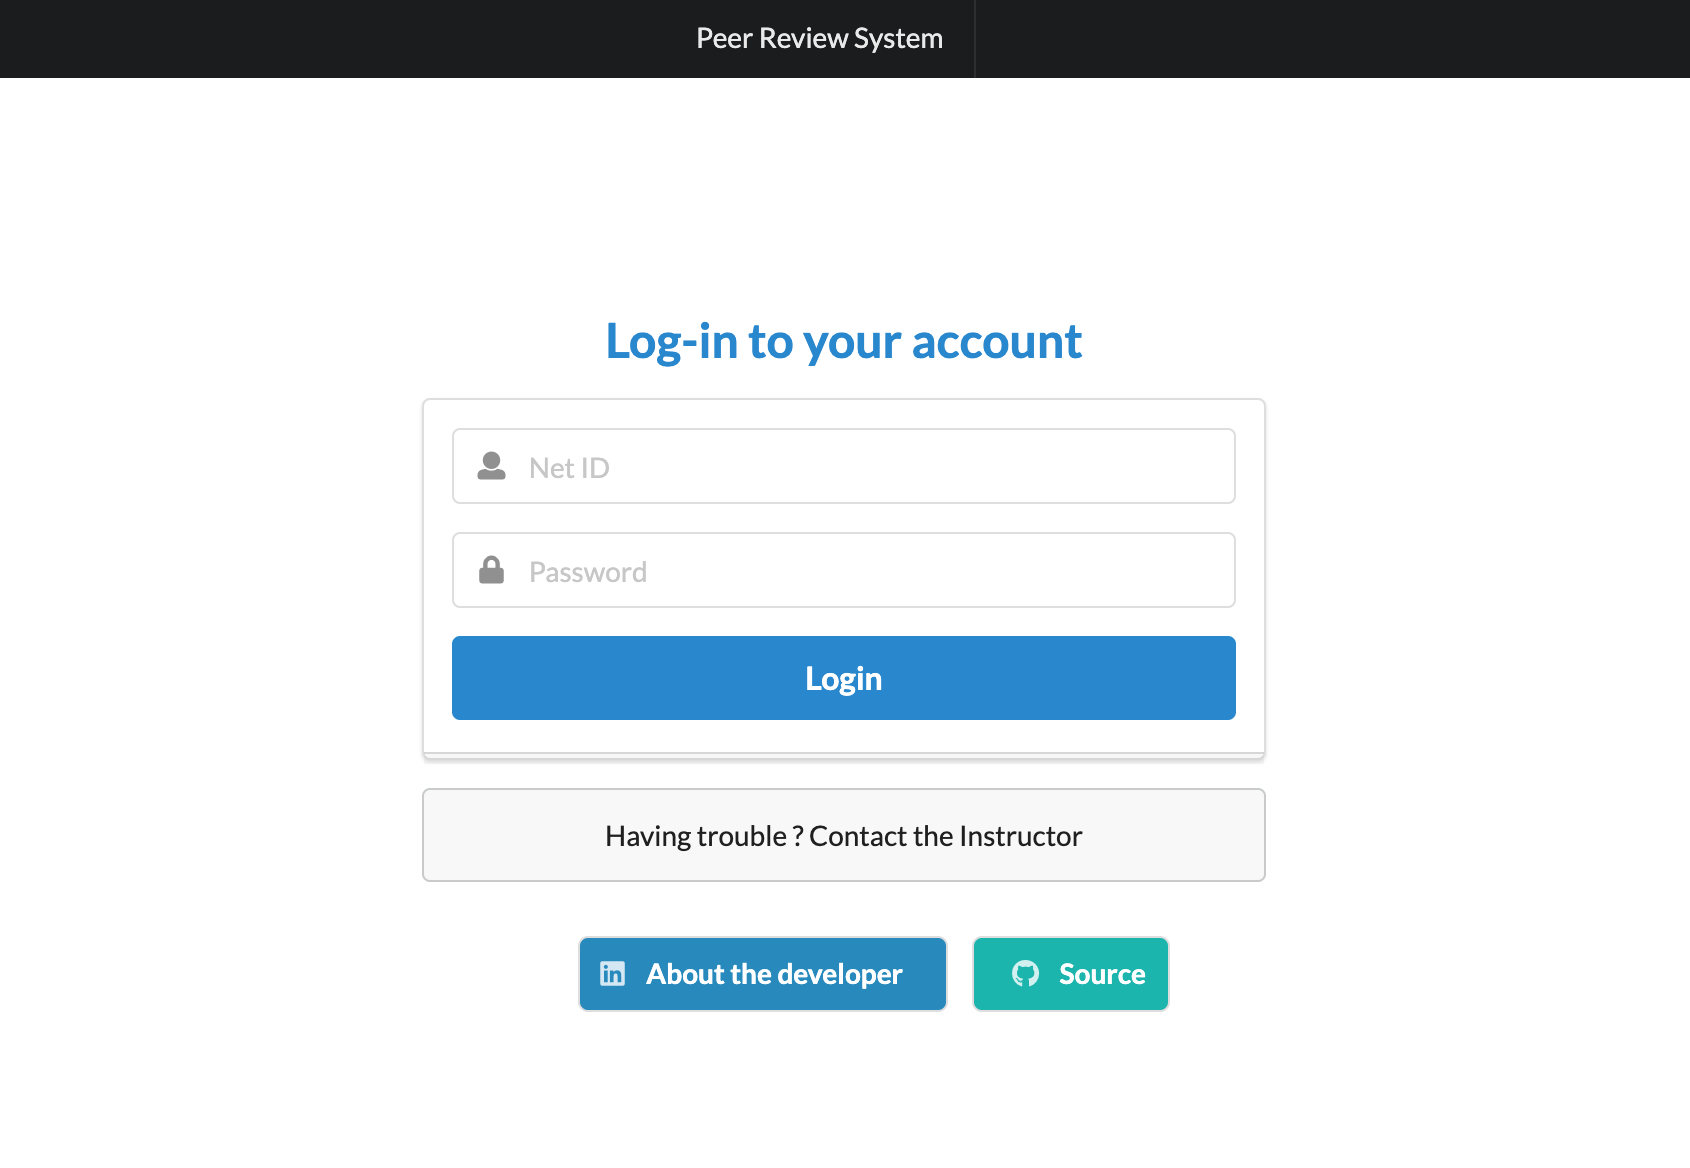 Peer Review System
Log-in to your account
Net ID
Password
Login
Having trouble ? Contact the Instructor
in About the developer
Source